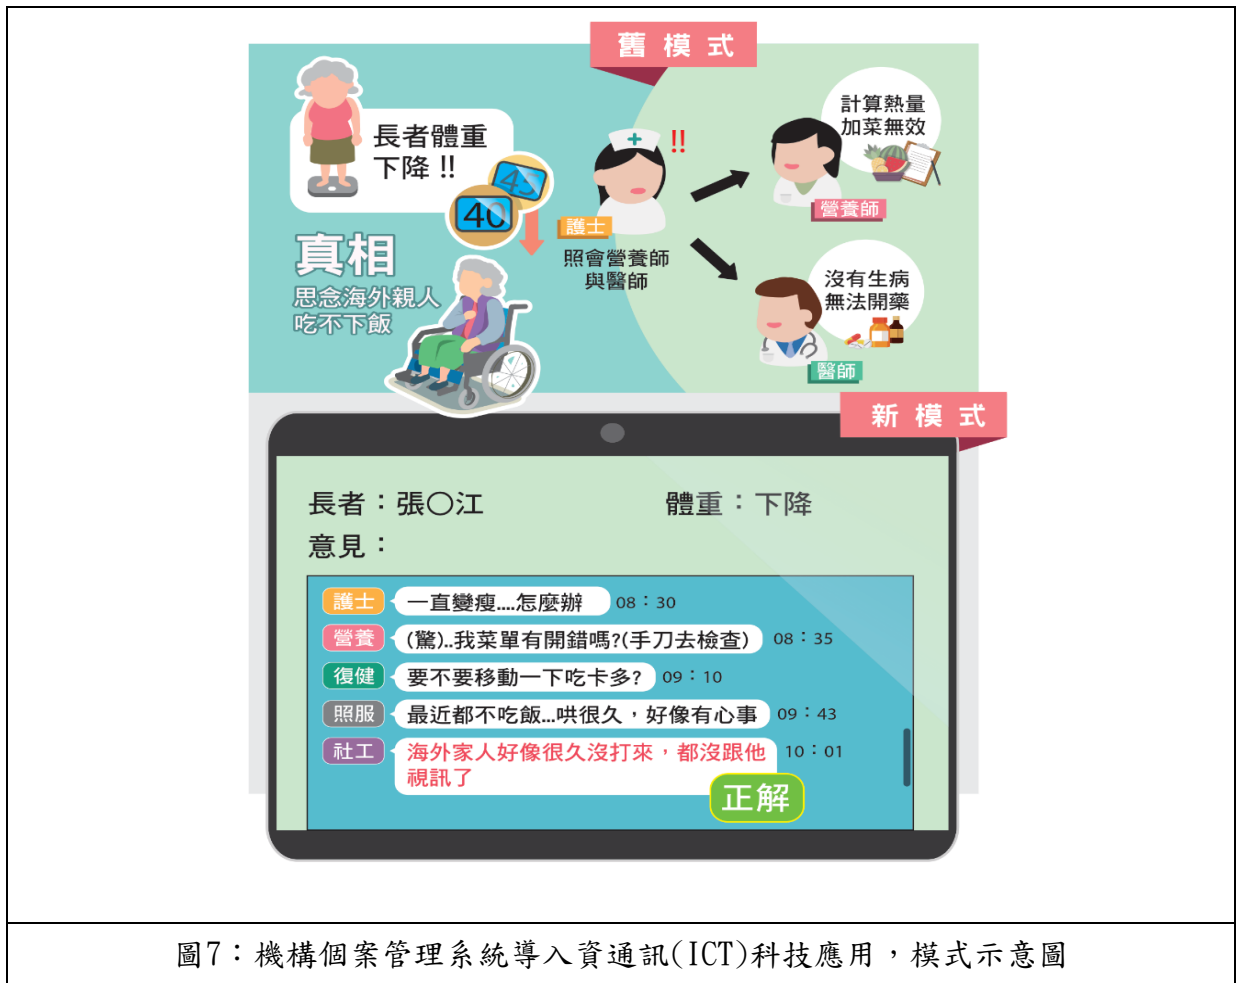 舊模式
長者體重
下降 !!
45
40
真相
思念海外親人
吃不下飯
!!
護士
照會營養師
與醫師
計算熱量
加菜無效
營養師
沒有生病
無法開藥
醫師
新模式
長者：張〇江
體重：下降
意見：
護士 一直變瘦....怎麼辦 08：30
營養 (驚)..我菜單有開錯嗎?(手刀去檢查) 08：35
復健 要不要移動一下吃卡多? 09：10
照服 最近都不吃飯...哄很久，好像有心事 09：43
社工 海外家人好像很久沒打來，都沒跟他 10：01
視訊了
正解
圖7：機構個案管理系統導入資通訊(ICT)科技應用，模式示意圖